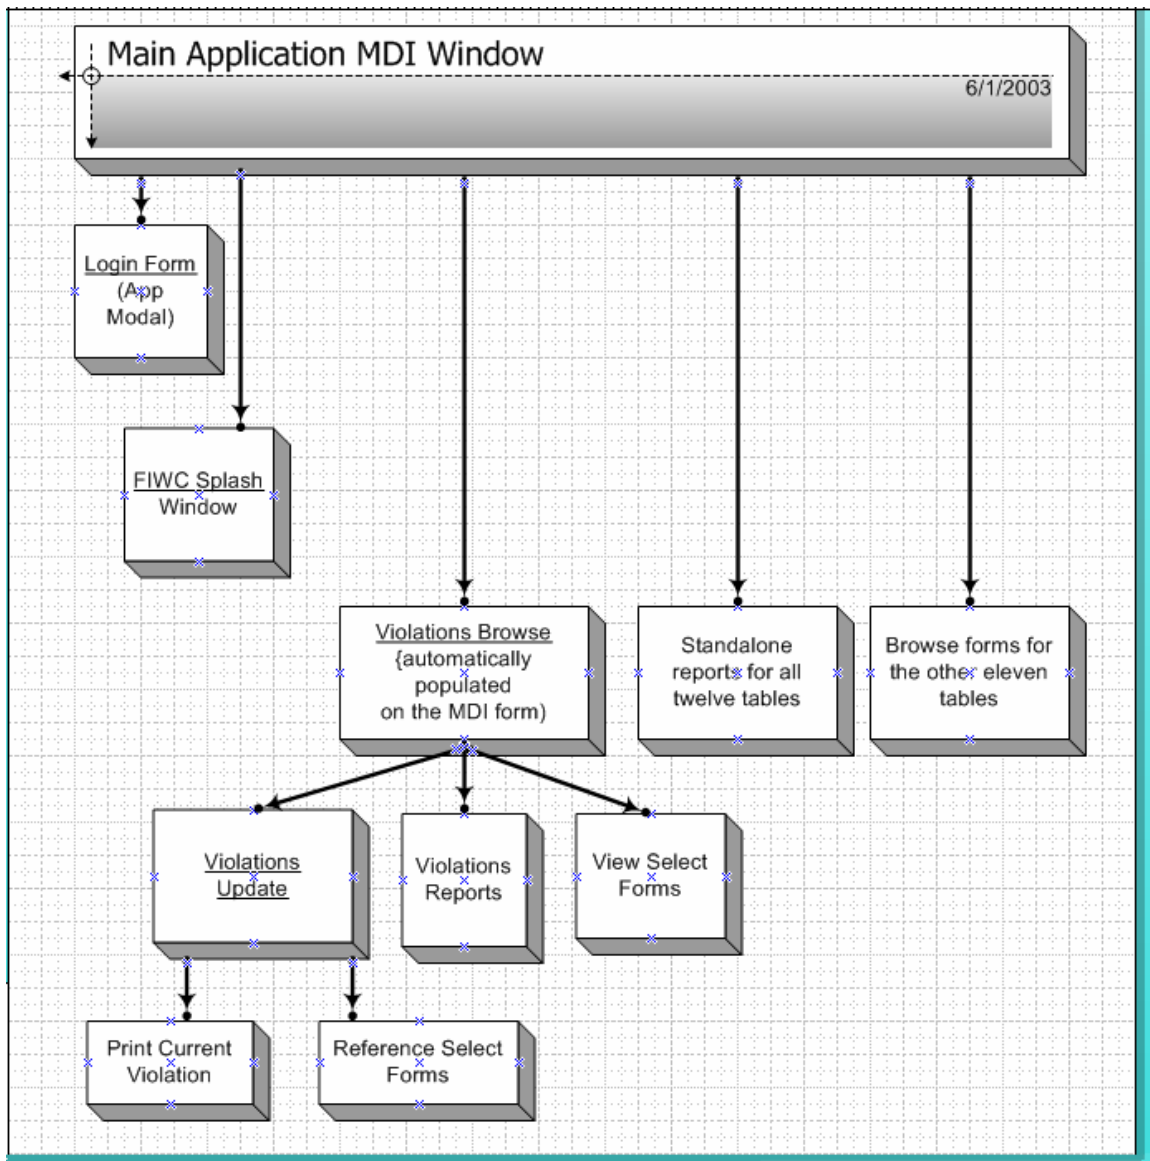 Main Application MDI Window
6/1/2003
Login Form
(App
Modal)
FIWC Splash
Window
Violations Browse
{automatically
populated
on the MDI form)
Standalone
reports for all
twelve tables
Browse forms for
the other eleven
tables
Violations
Update
Violations
Reports
View Select
Forms
Print Current
Violation
Reference Select
Forms